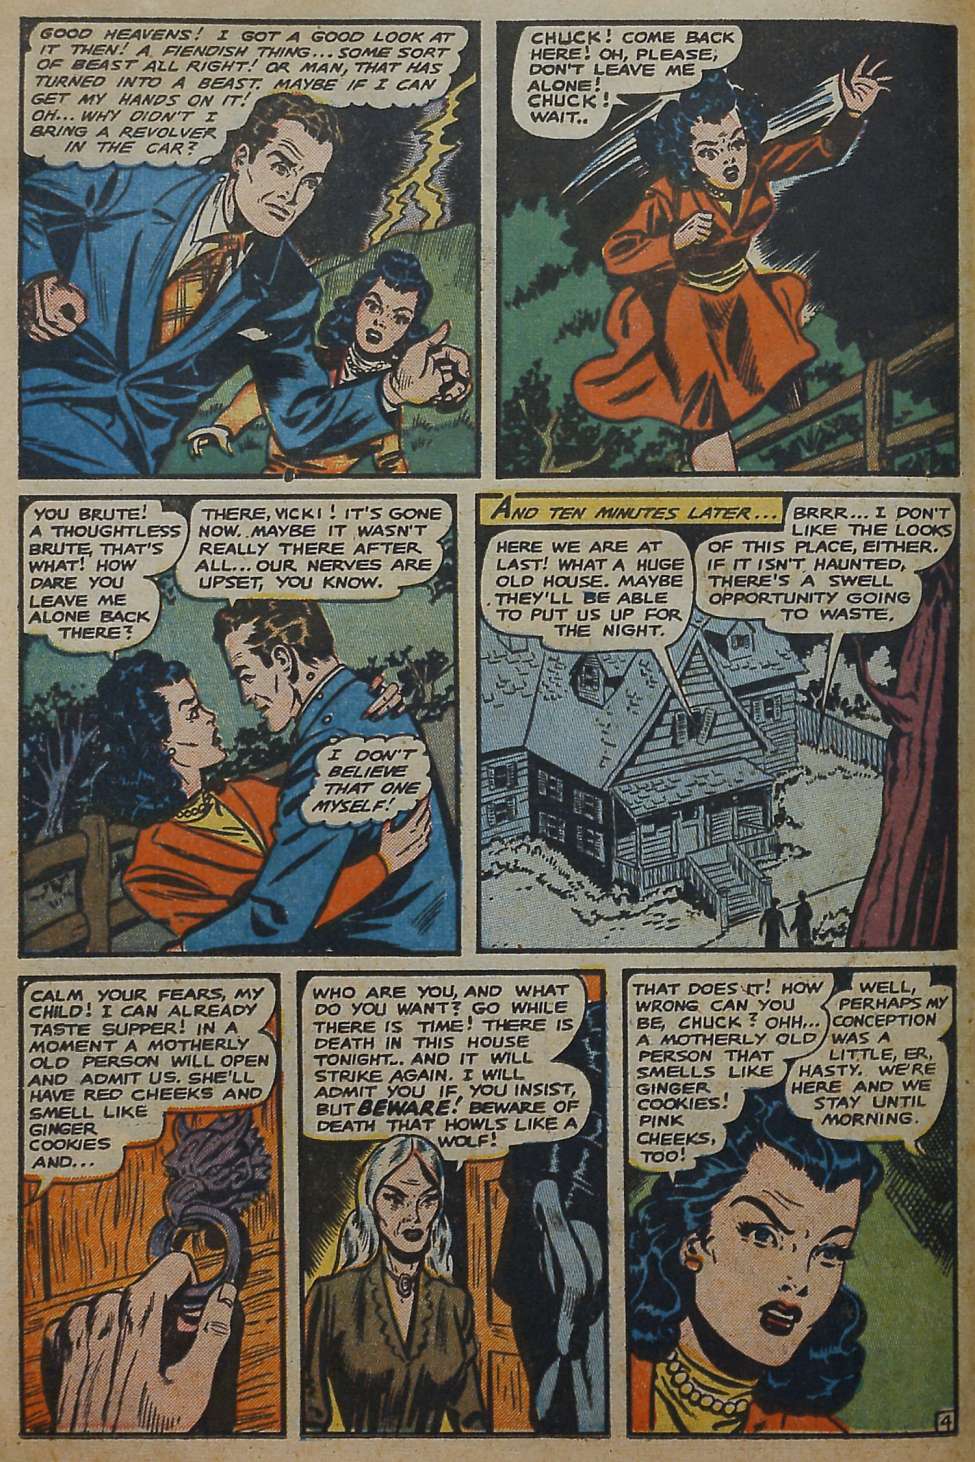 GOOD HEAVENS! I GOT A GOOD LOOK AT
IT THEN! A FIENDISH THING... SOME SORT
OF BEAST ALL RIGHT! OR MAN, THAT HAS
TURNED INTO A BEAST. MAYBE IF I CAN
GET MY HANDS ON IT!
OH... WHY DIDN'T I
BRING A REVOLVER
IN THE CAR?
CHUCK! COME BACK
HERE! OH, PLEASE,
DON'T LEAVE ME
ALONE!
CHUCK!
WAIT..
YOU BRUTE!
A THOUGHTLESS
BRUTE, THAT'S
WHAT! HOW
DARE YOU
LEAVE ME
ALONE BACK
THERE?
THERE, VICKI! IT'S GONE
NOW. MAYBE IT WASN'T
REALLY THERE AFTER
ALL... OUR NERVES ARE
UPSET, YOU KNOW.
I DON'T
BELIEVE
THAT ONE
MYSELF!
AND TEN MINUTES LATER...
HERE WE ARE AT
LAST! WHAT A HUGE
OLD HOUSE. MAYBE
THEY'LL BE ABLE
TO PUT US UP FOR
THE NIGHT.
BRRR... I DON'T
LIKE THE LOOKS
OF THIS PLACE, EITHER.
IF IT ISN'T HAUNTED,
THERE'S A SWELL
OPPORTUNITY GOING
TO WASTE.
CALM YOUR FEARS, MY
CHILD! I CAN ALREADY
TASTE SUPPER! IN A
MOMENT A MOTHERLY
OLD PERSON WILL OPEN
AND ADMIT US. SHE'LL
HAVE RED CHEEKS AND
SMELL LIKE
GINGER
COOKIES
AND...
WHO ARE YOU, AND WHAT
DO YOU WANT? GO WHILE
THERE IS TIME! THERE IS
DEATH IN THIS HOUSE
TONIGHT... AND IT WILL
STRIKE AGAIN. I WILL
ADMIT YOU IF YOU INSIST,
BUT BEWARE! BEWARE OF
DEATH THAT HOWLS LIKE A
WOLF!
THAT DOES IT! HOW
WRONG CAN YOU
BE, CHUCK? OHH...
A MOTHERLY OLD
PERSON THAT
SMELLS LIKE
GINGER
COOKIES!
PINK
CHEEKS,
TOO!
WELL,
PERHAPS MY
CONCEPTION
WAS A
LITTLE, ER,
HASTY. WE'RE
HERE AND WE
STAY UNTIL
MORNING.
4